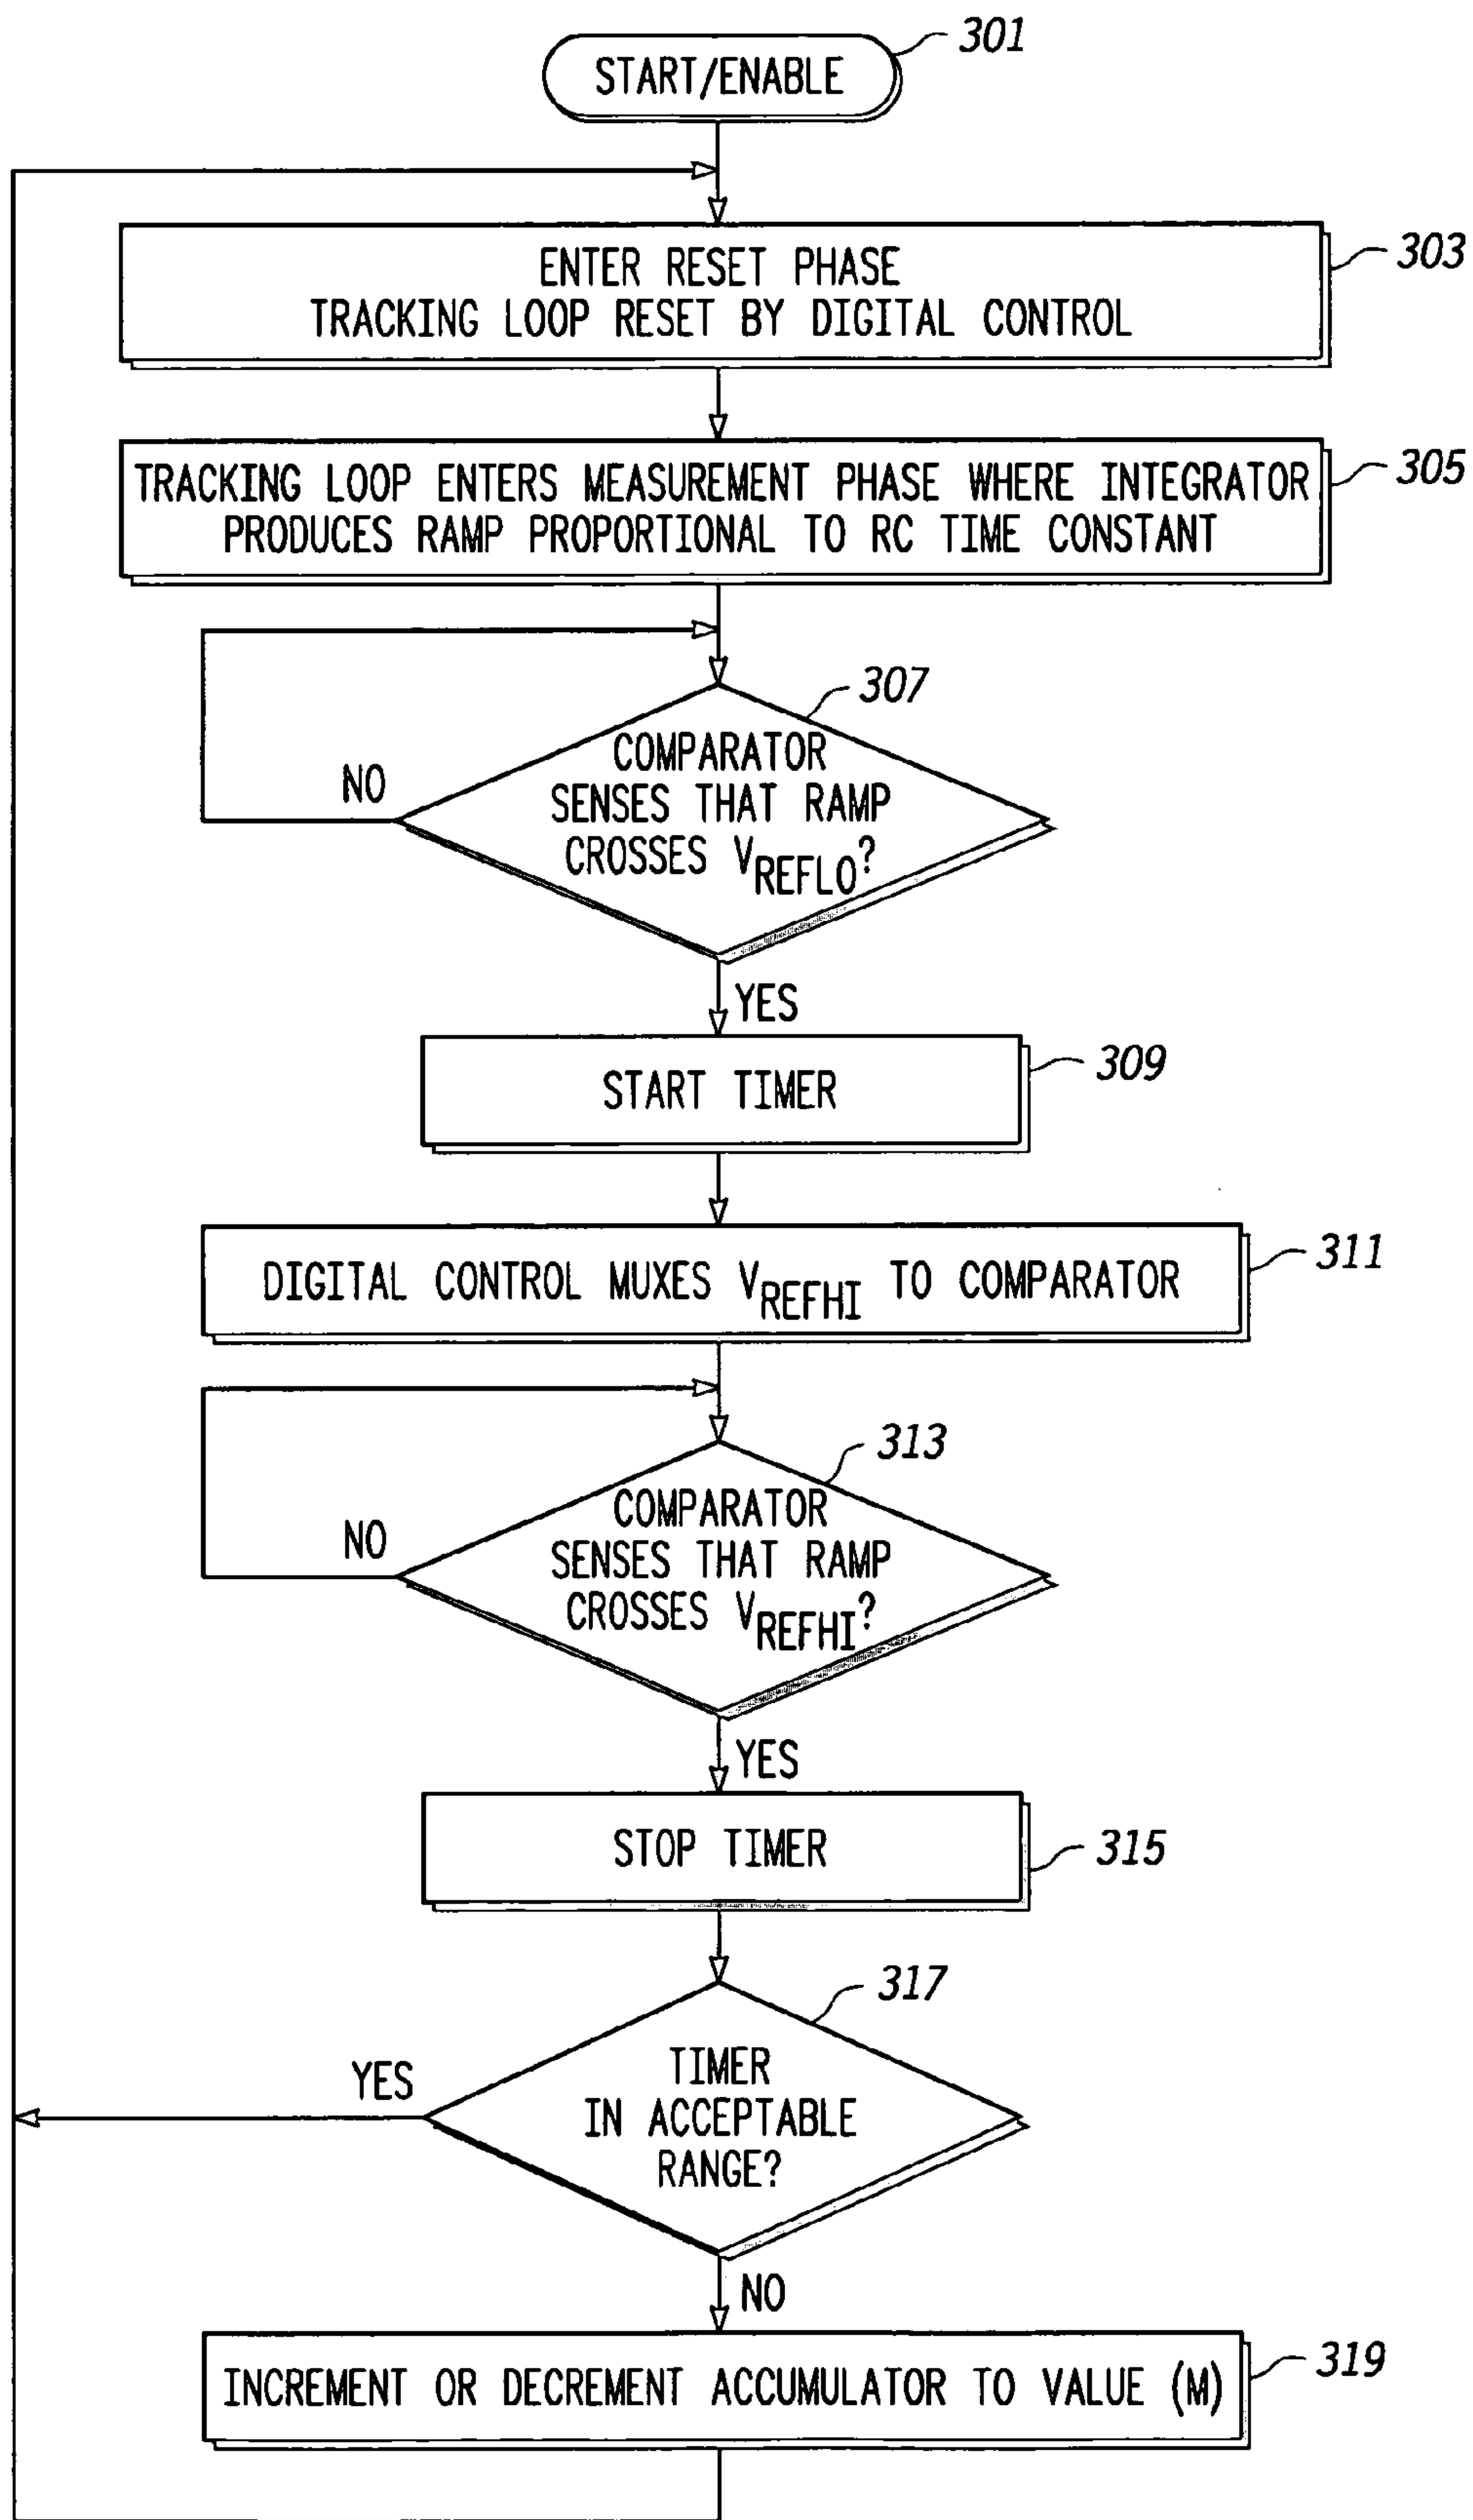 301
START/ENABLE
303
ENTER RESET PHASE
TRACKING LOOP RESET BY DIGITAL CONTROL
305
TRACKING LOOP ENTERS MEASUREMENT PHASE WHERE INTEGRATOR
PRODUCES RAMP PROPORTIONAL TO RC TIME CONSTANT
307
COMPARATOR
SENSES THAT RAMP
CROSSES VREFLO?
NO
YES
309
START TIMER
311
DIGITAL CONTROL MUXES VREFHI TO COMPARATOR
313
COMPARATOR
SENSES THAT RAMP
CROSSES VREFHI?
NO
YES
315
STOP TIMER
317
TIMER
IN ACCEPTABLE
RANGE?
YES
NO
319
INCREMENT OR DECREMENT ACCUMULATOR TO VALUE (M)